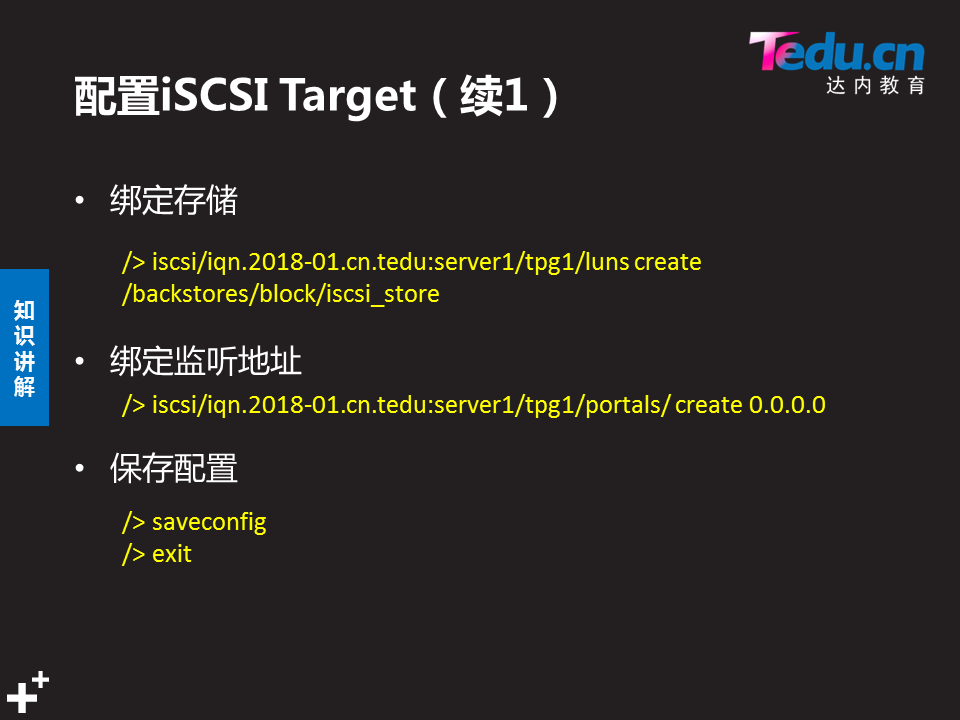 Tedu.cn
达内教育
配置iSCSI Target（续1）
• 绑定存储
/> iscsi/iqn.2018-01.cn.tedu:server1/tpg1/luns create
/backstores/block/iscsi_store
知识讲解
• 绑定监听地址
/> iscsi/iqn.2018-01.cn.tedu:server1/tpg1/portals/ create 0.0.0.0
• 保存配置
/> saveconfig
/> exit